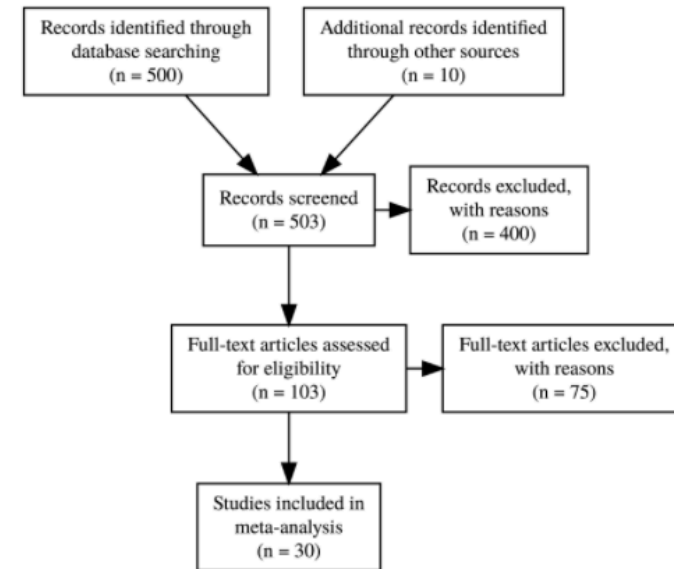 Records identified through
database searching
(n = 500)
Additional records identified
through other sources
(n = 10)
Records screened
(n = 503)
Records excluded,
with reasons
(n = 400)
Full-text articles assessed
for eligibility
(n = 103)
Full-text articles excluded,
with reasons
(n = 75)
Studies included in
meta-analysis
(n = 30)